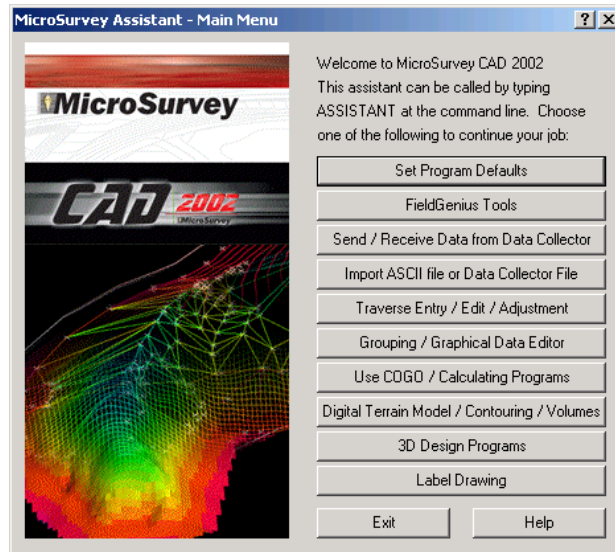 MicroSurvey Assistant - Main Menu
MicroSurvey
CAD 2002
MicroSurvey
Welcome to MicroSurvey CAD 2002
This assistant can be called by typing
ASSISTANT at the command line. Choose
one of the following to continue your job:
Set Program Defaults
FieldGenius Tools
Send / Receive Data from Data Collector
Import ASCII file or Data Collector File
Traverse Entry / Edit / Adjustment
Grouping / Graphical Data Editor
Use COGO / Calculating Programs
Digital Terrain Model / Contouring / Volumes
3D Design Programs
Label Drawing
Exit
Help